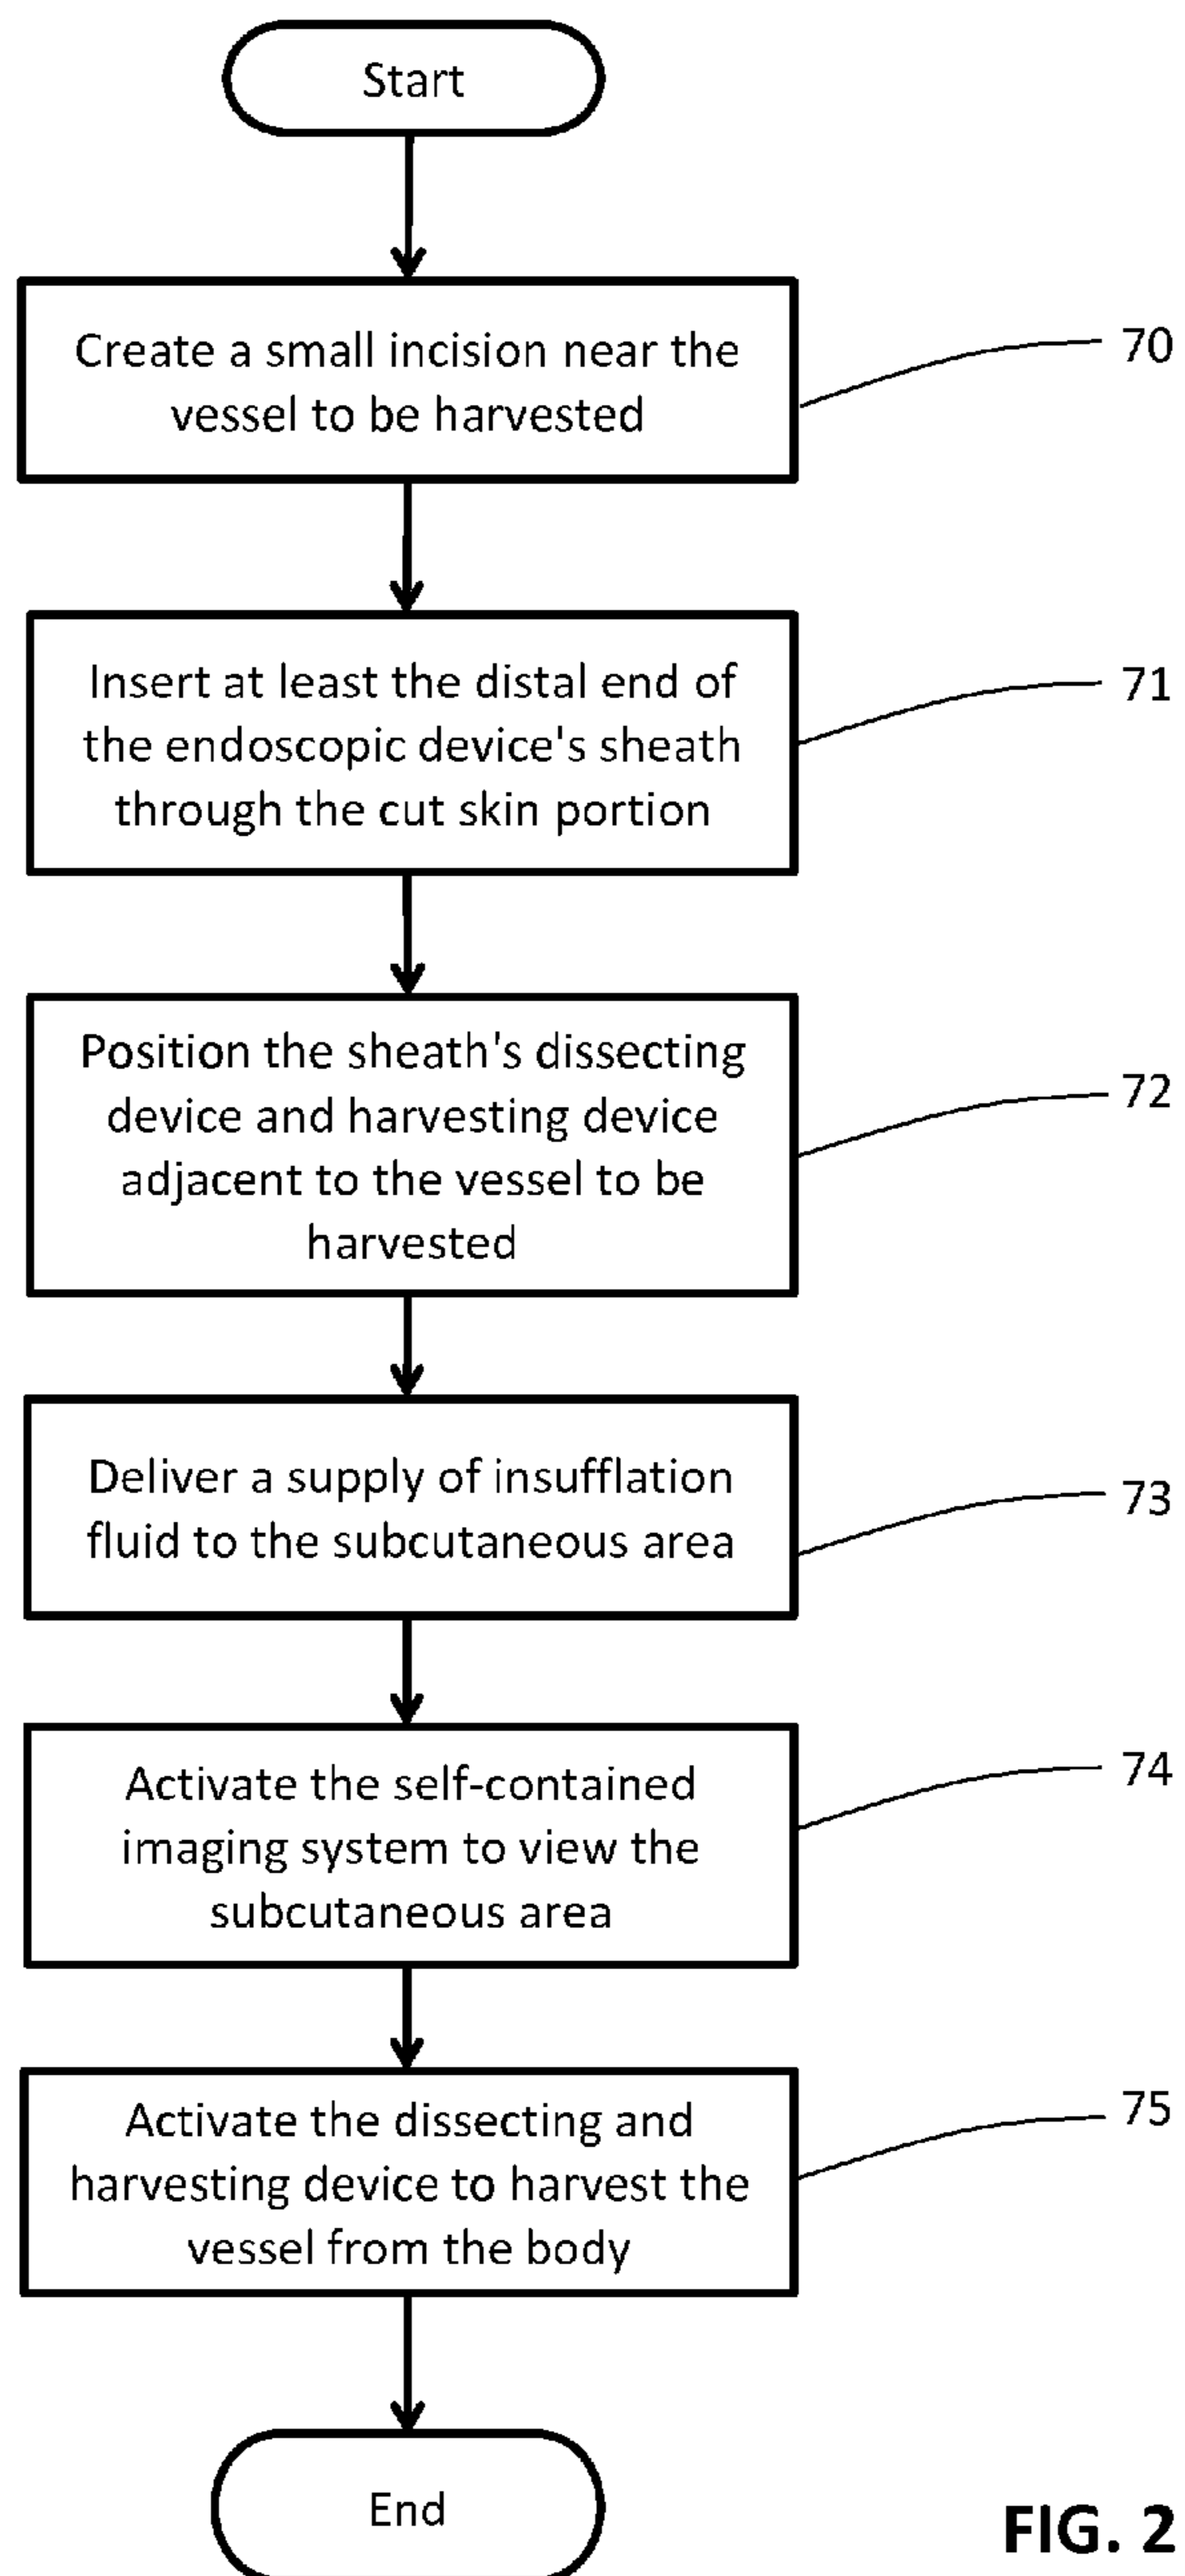 Start
Create a small incision near the
vessel to be harvested
70
Insert at least the distal end of
the endoscopic device's sheath
through the cut skin portion
71
Position the sheath's dissecting
device and harvesting device
adjacent to the vessel to be
harvested
72
Deliver a supply of insufflation
fluid to the subcutaneous area
73
Activate the self-contained
imaging system to view the
subcutaneous area
74
Activate the dissecting and
harvesting device to harvest the
vessel from the body
75
End
FIG. 2